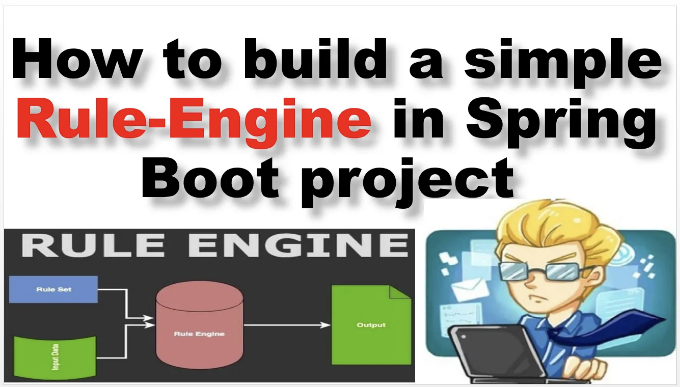 How to build a simple
Rule-Engine in Spring
Boot project
RULE ENGINE
Rule Set
Rule Engine
Output
Input Data